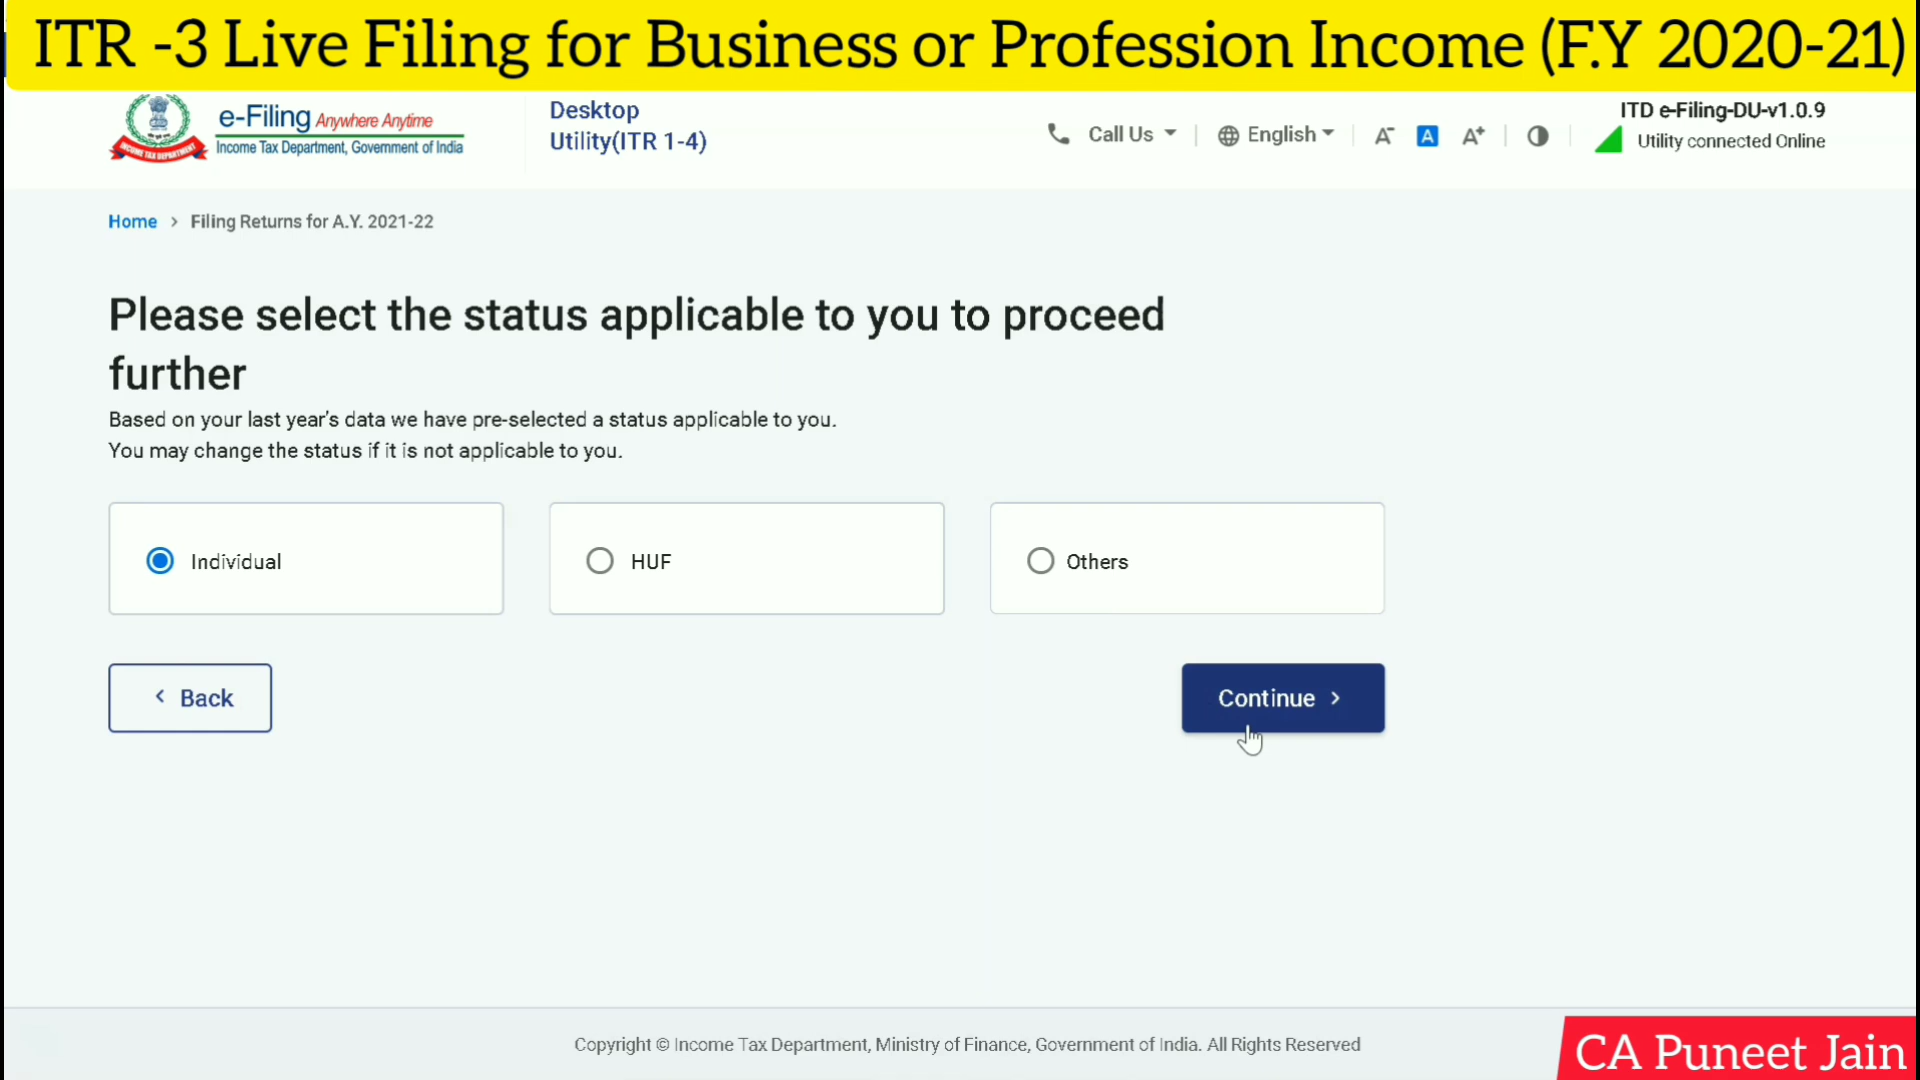 ITR -3 Live Filing for Business or Profession Income (F.Y 2020-21)
e-Filing Anywhere Anytime
Income Tax Department, Government of India
INCOME TAX DEPARTMENT
Desktop
Utility(ITR 1-4)
Call Us
English
A-
A
A+
ITD e-Filing-DU-v1.0.9
Utility connected Online
Home > Filing Returns for A.Y. 2021-22
Please select the status applicable to you to proceed
further
Based on your last year's data we have pre-selected a status applicable to you.
You may change the status if it is not applicable to you.
Individual
HUF
Others
< Back
Continue >
Copyright © Income Tax Department, Ministry of Finance, Government of India. All Rights Reserved
CA Puneet Jain